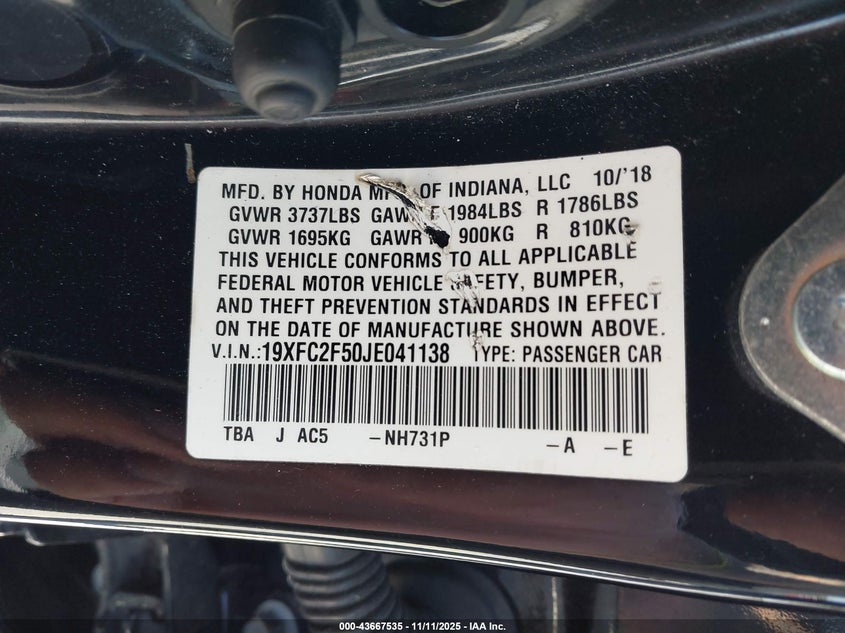 MFD. BY HONDA OF INDIANA, LLC 10/'18
GVWR 3737LBS 1984LBS R 1786LBS
GVWR 1695KG GAWR 900KG R 810KG
THIS VEHICLE CONFORMS TO ALL APPLICABLE
FEDERAL MOTOR VEHICLE SAFETY, BUMPER,
AND THEFT PREVENTION STANDARDS IN EFFECT
ON THE DATE OF MANUFACTURE SHOWN ABOVE.
V.I.N.:19XFC2F50JE041138 TYPE: PASSENGER CAR
TBA J AC5 -NH731P -A -E
000-43667535 - 11/11/2025 - IAA Inc.